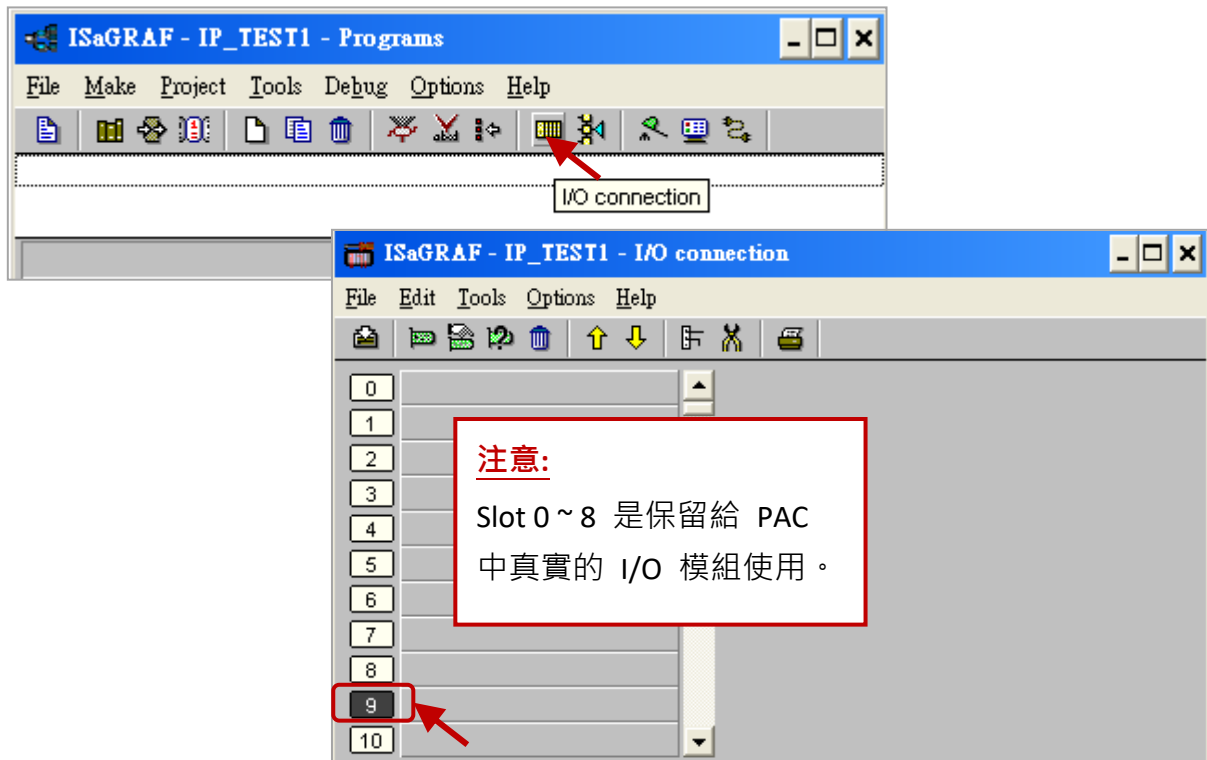 ISaGRAF - IP_TEST1 - Programs
File Make Project Tools Debug Options Help
I/O connection
ISaGRAF - IP_TEST1 - I/O connection
File Edit Tools Options Help
0
1
2
3
4
5
6
7
8
9
10
注意:
Slot 0 ~ 8 是保留給 PAC
中真實的 I/O 模組使用。